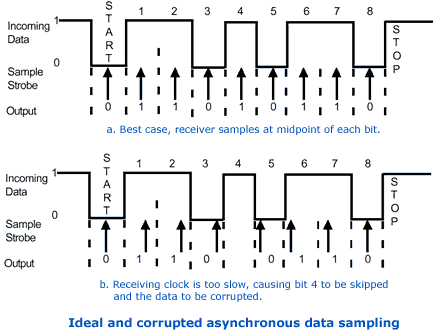 START
1 2 3 4 5 6 7 8
Incoming Data
1
0
STOP
Sample Strobe
Output
0 1 1 0 1 0 1 1 0
a. Best case, receiver samples at midpoint of each bit.
START
1 2 3 4 5 6 7 8
Incoming Data
1
0
STOP
Sample Strobe
Output
0 1 1 0 0 1 1 0
b. Receiving clock is too slow, causing bit 4 to be skipped
and the data to be corrupted.
Ideal and corrupted asynchronous data sampling